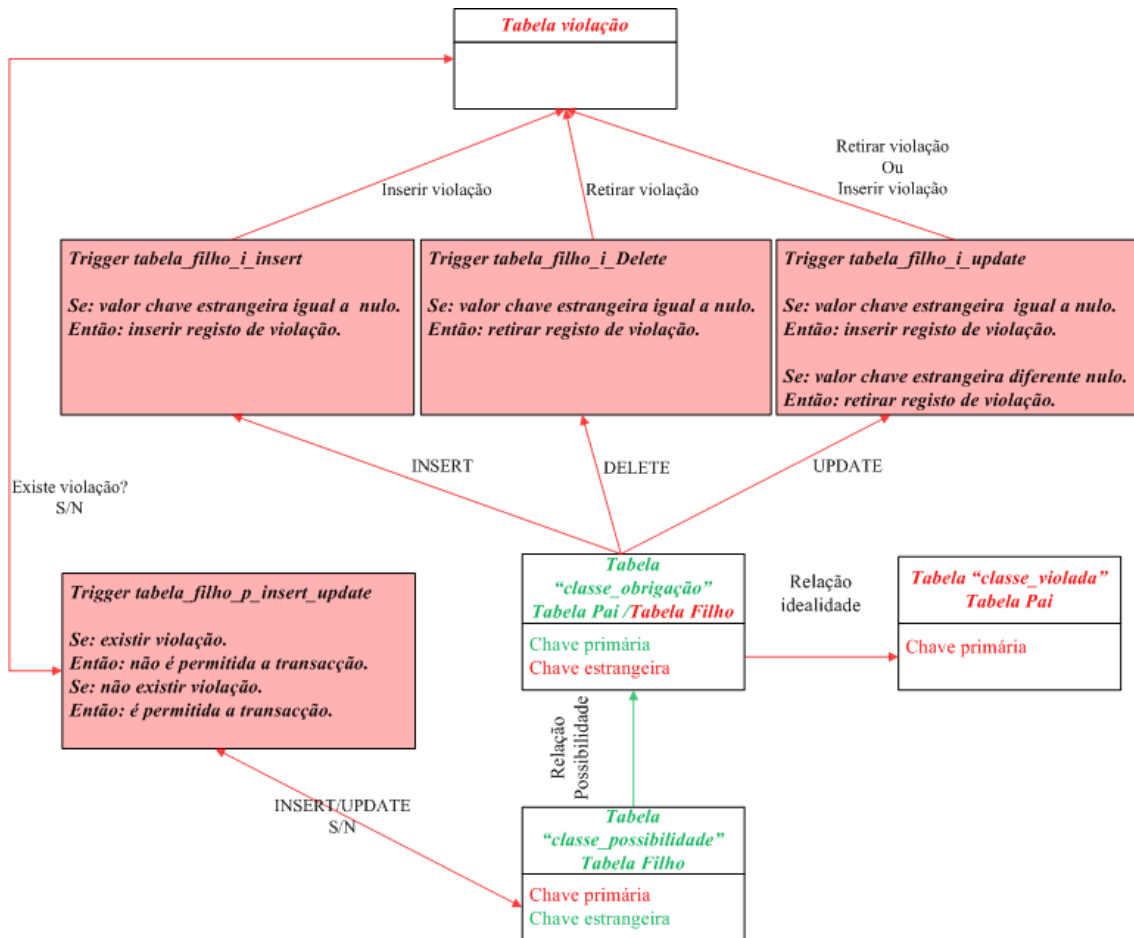 Tabela violação
Retirar violação
Ou
Inserir violação
Inserir violação
Retirar violação
Trigger tabela_filho_i_insert
Se: valor chave estrangeira igual a nulo.
Então: inserir registo de violação.
Trigger tabela_filho_i_Delete
Se: valor chave estrangeira igual a nulo.
Então: retirar registo de violação.
Trigger tabela_filho_i_update
Se: valor chave estrangeira igual a nulo.
Então: inserir registo de violação.
Se: valor chave estrangeira diferente nulo.
Então: retirar registo de violação.
INSERT
DELETE
UPDATE
Existe violação?
S/N
Trigger tabela_filho_p_insert_update
Se: existir violação.
Então: não é permitida a transacção.
Se: não existir violação.
Então: é permitida a transacção.
Tabela
“classe_obrigação”
Tabela Pai /Tabela Filho
Chave primária
Chave estrangeira
Relação
idealidade
Tabela “classe_violada”
Tabela Pai
Chave primária
Relação
Possibilidade
INSERT/UPDATE
S/N
Tabela
“classe_possibilidade”
Tabela Filho
Chave primária
Chave estrangeira